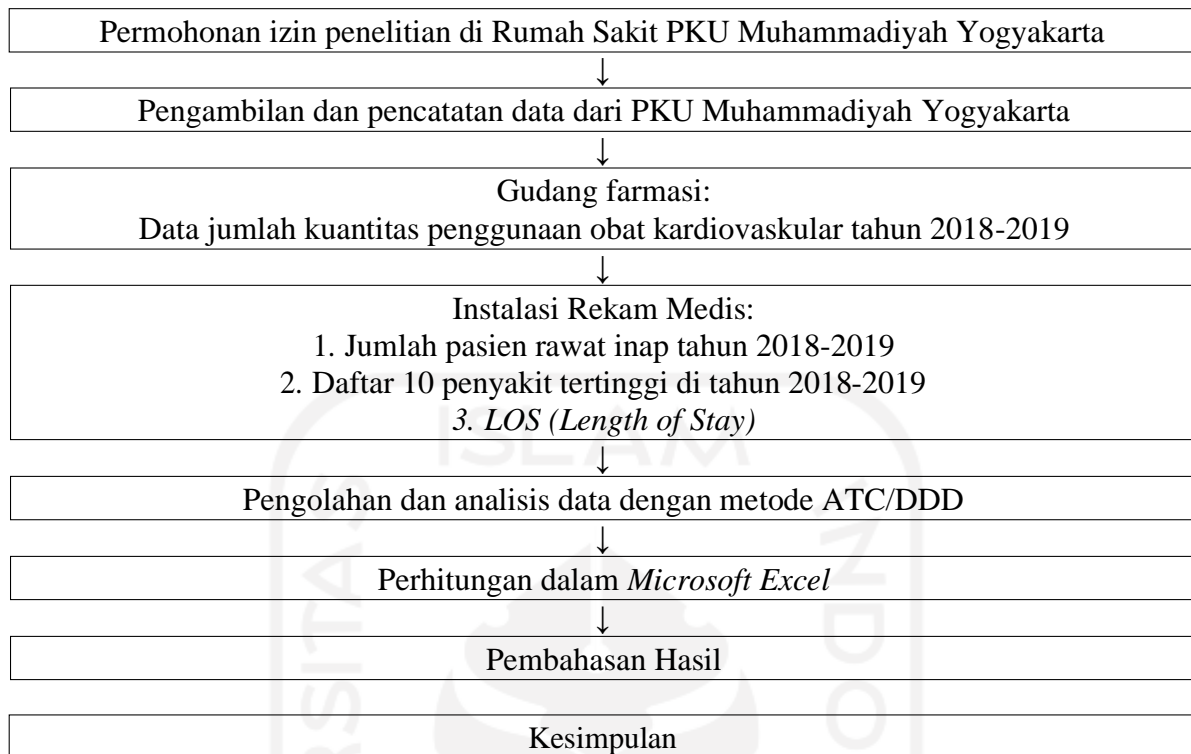 Permohonan izin penelitian di Rumah Sakit PKU Muhammadiyah Yogyakarta
↓
Pengambilan dan pencatatan data dari PKU Muhammadiyah Yogyakarta
↓
Gudang farmasi:
Data jumlah kuantitas penggunaan obat kardiovaskular tahun 2018-2019
↓
Instalasi Rekam Medis:
1. Jumlah pasien rawat inap tahun 2018-2019
2. Daftar 10 penyakit tertinggi di tahun 2018-2019
3. LOS (Length of Stay)
ISLAM
↓
Pengolahan dan analisis data dengan metode ATC/DDD
↓
Perhitungan dalam Microsoft Excel
↓
Pembahasan Hasil
Kesimpulan